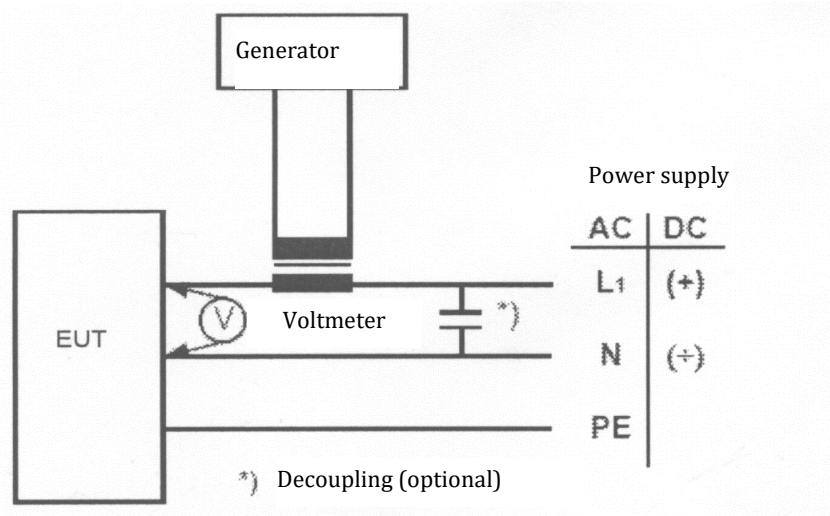 Generator
Power supply
AC DC
L1 (+)
V Voltmeter *)
EUT
N (÷)
PE
*) Decoupling (optional)